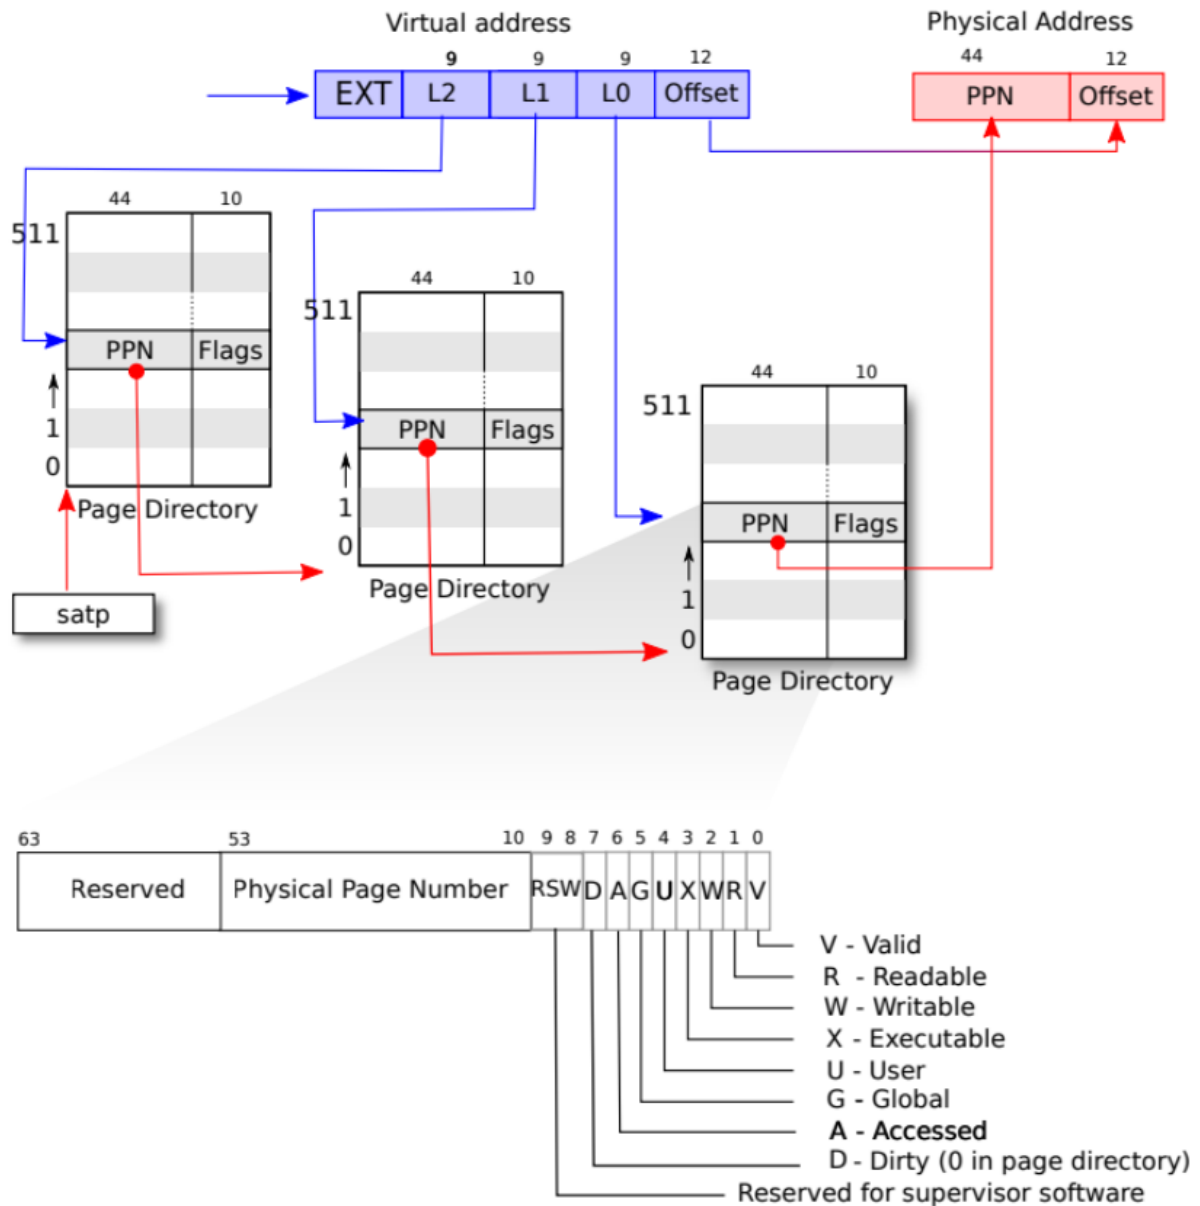 Virtual address
Physical Address
9 9 9 12
44 12
EXT L2 L1 L0 Offset
PPN Offset
44 10
511
PPN Flags
1
0
Page Directory
satp
44 10
511
PPN Flags
1
0
Page Directory
44 10
511
PPN Flags
1
0
Page Directory
63 53 10 9 8 7 6 5 4 3 2 1 0
Reserved Physical Page Number RSW D A G U X W R V
V - Valid
R - Readable
W - Writable
X - Executable
U - User
G - Global
A - Accessed
D - Dirty (0 in page directory)
Reserved for supervisor software